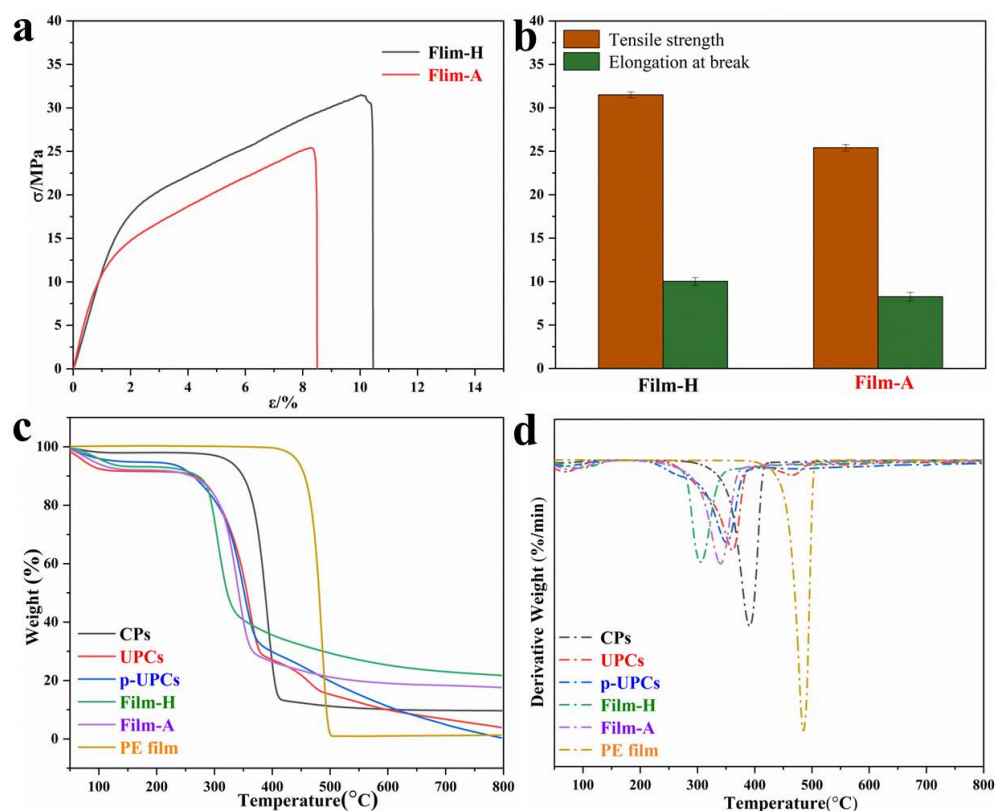 a
40
35
30
25
20
15
10
5
0
σ/MPa
Flim-H
Flim-A
0 2 4 6 8 10 12 14
ε/%
b
40
35
30
25
20
15
10
5
0
Tensile strength
Elongation at break
Film-H Film-A
c
100
80
60
40
20
0
Weight (%)
CPs
UPCs
p-UPCs
Film-H
Film-A
PE film
100 200 300 400 500 600 700 800
Temperature(°C)
d
Derivative Weight (%/min)
CPs
UPCs
p-UPCs
Film-H
Film-A
PE film
100 200 300 400 500 600 700 800
Temperature(°C)